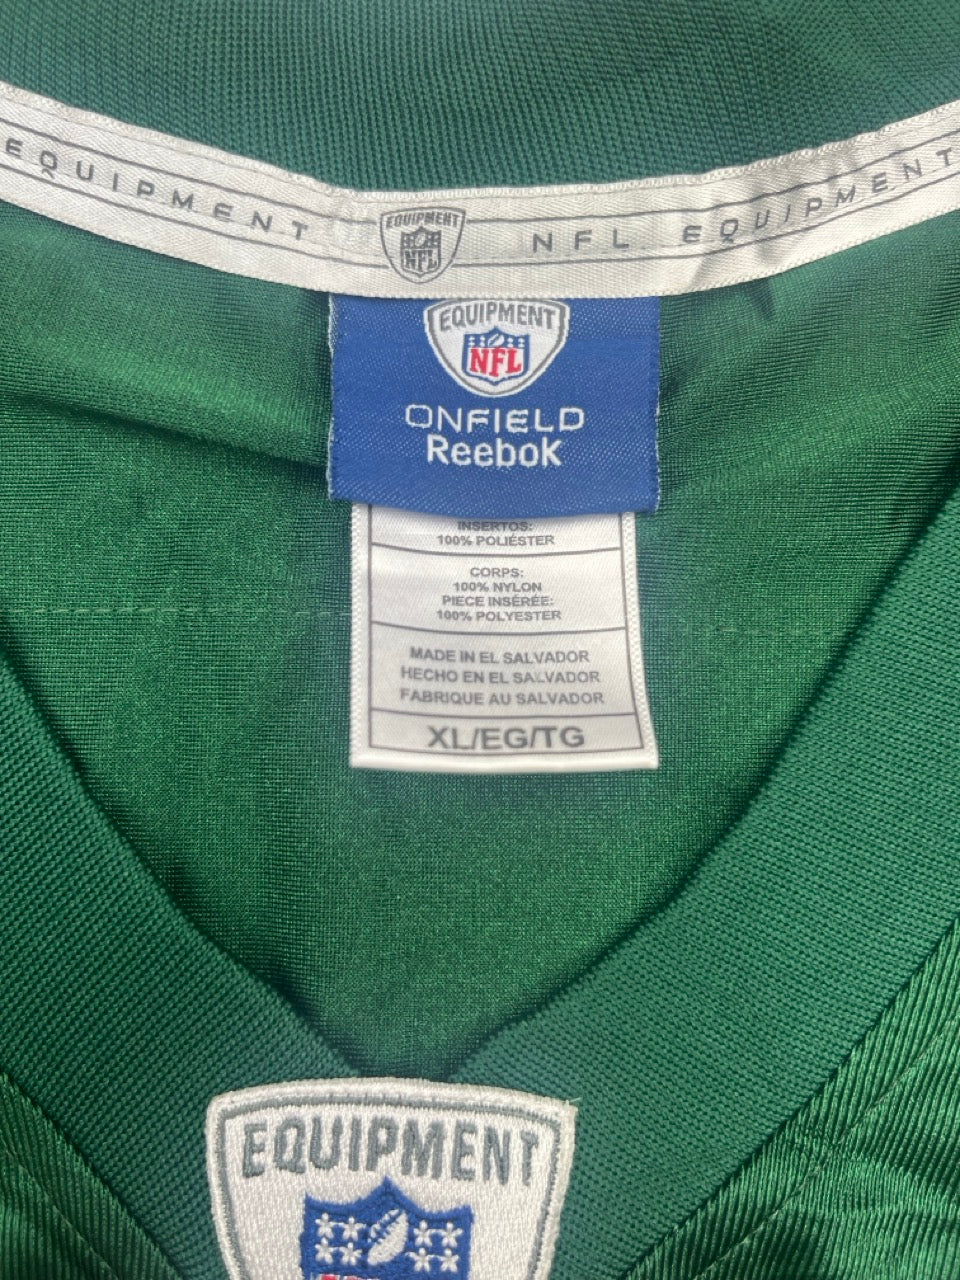 EQUIPMENT
EQUIPMENT
NFL
NFL EQUIPMENT
EQUIPMENT
NFL
ONFIELD
Reebok
INSERTOS:
100% POLIÉSTER
CORPS:
100% NYLON
PIECE INSÉRÉE:
100% POLYESTER
MADE IN EL SALVADOR
HECHO EN EL SALVADOR
FABRIQUE AU SALVADOR
XL/EG/TG
EQUIPMENT
NFL